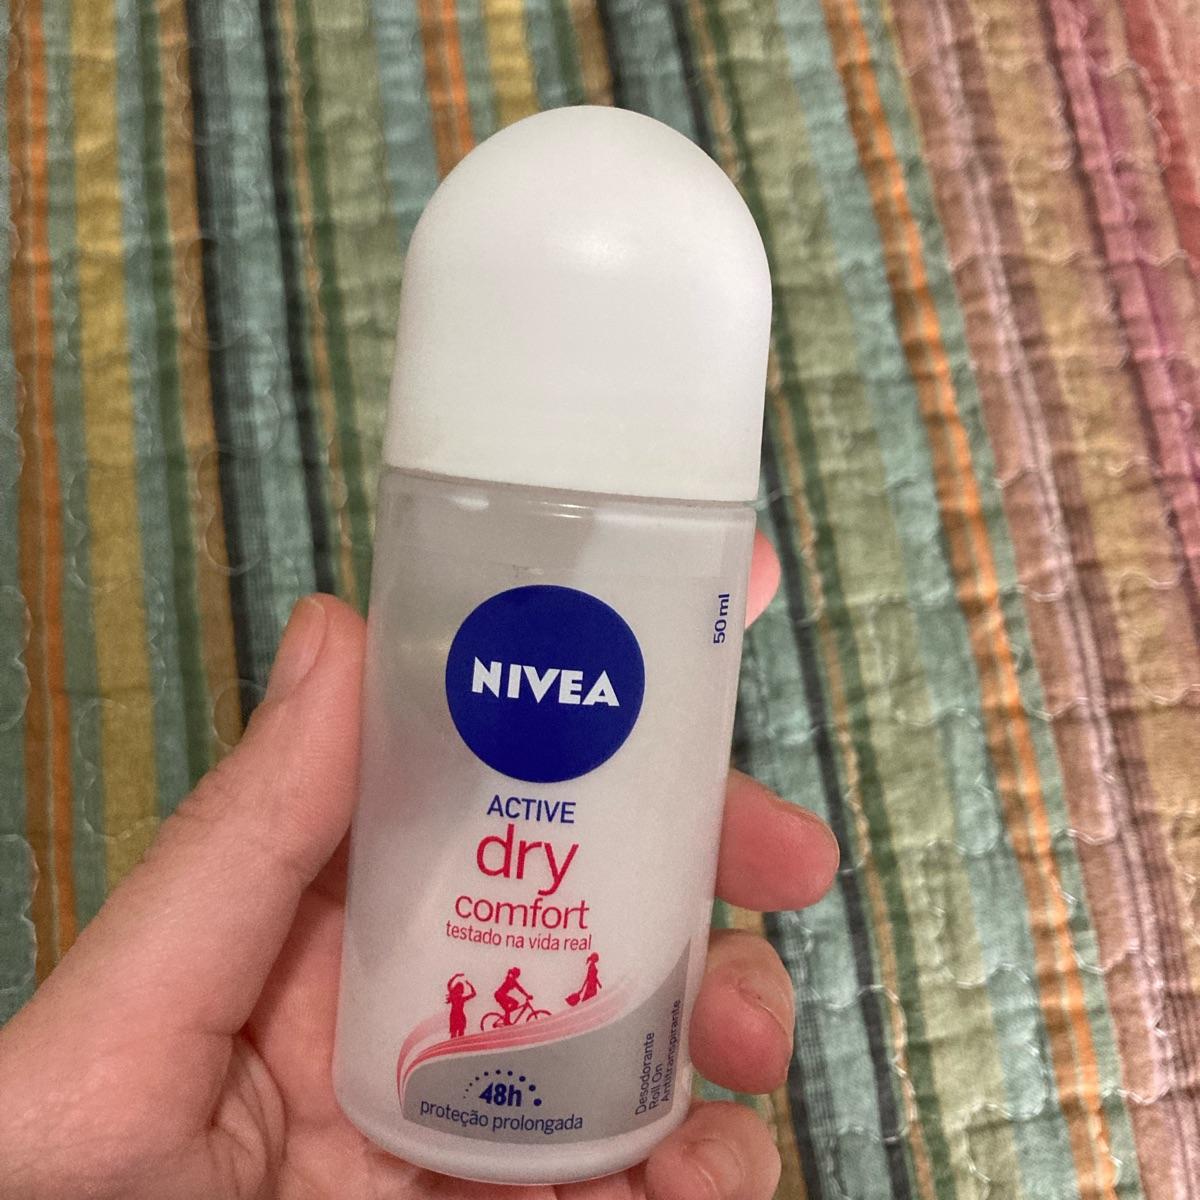 50 ml
NIVEA
ACTIVE
dry
comfort
testado na vida real
48h
proteção prolongada
Desodorante
Roll On
Antitranspirante